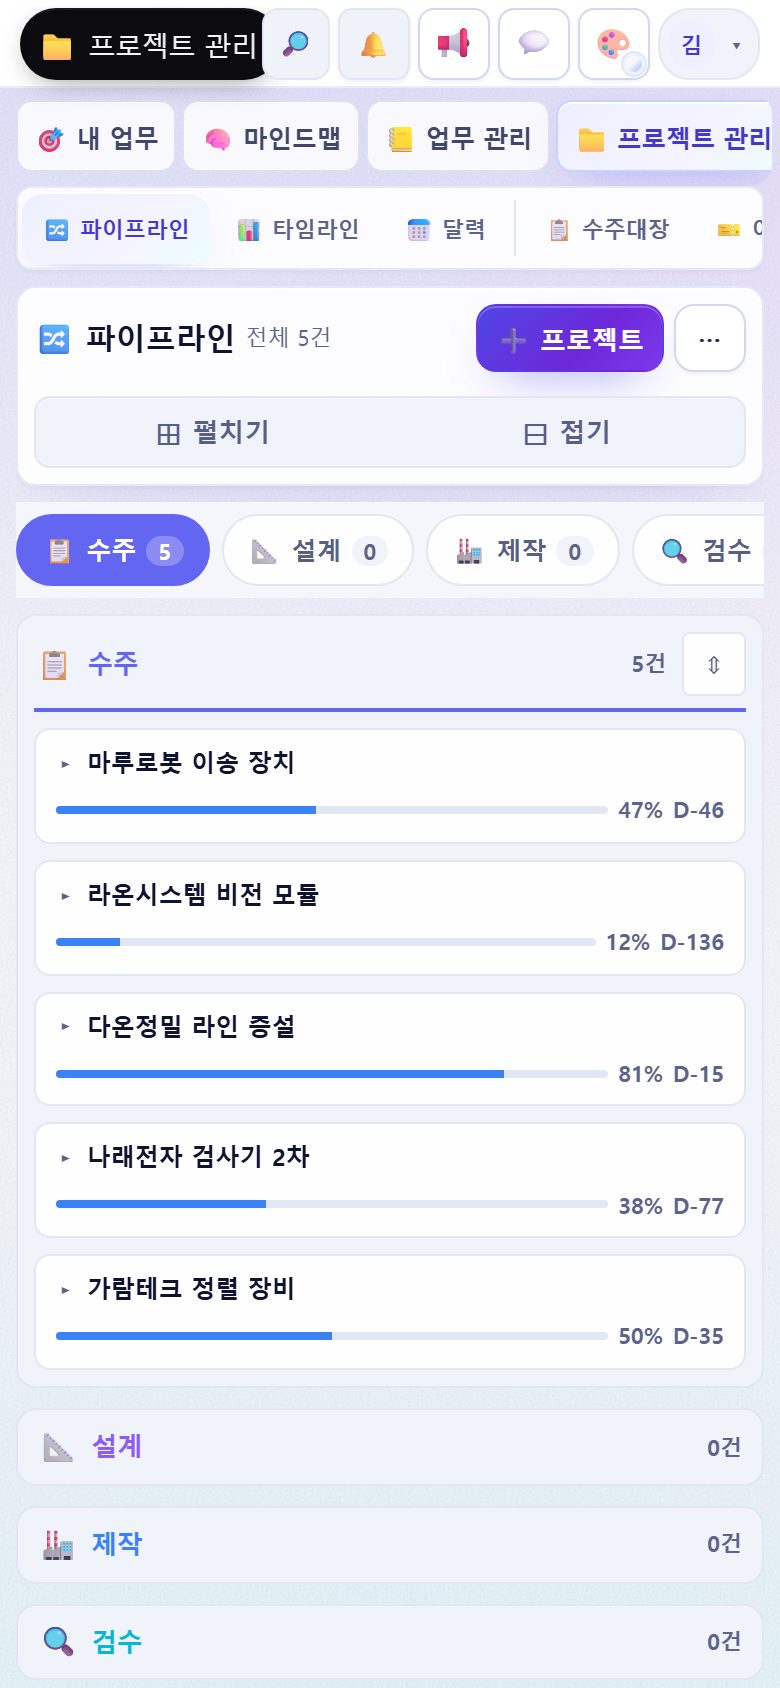 프로젝트 관리
김
내 업무 마인드맵 업무 관리 프로젝트 관리
파이프라인 타임라인 달력 수주대장
파이프라인 전체 5건 프로젝트 ...
펼치기 접기
수주 5 설계 0 제작 0 검수
수주 5건
마루로봇 이송 장치
47% D-46
라온시스템 비전 모듈
12% D-136
다온정밀 라인 증설
81% D-15
나래전자 검사기 2차
38% D-77
가람테크 정렬 장비
50% D-35
설계 0건
제작 0건
검수 0건